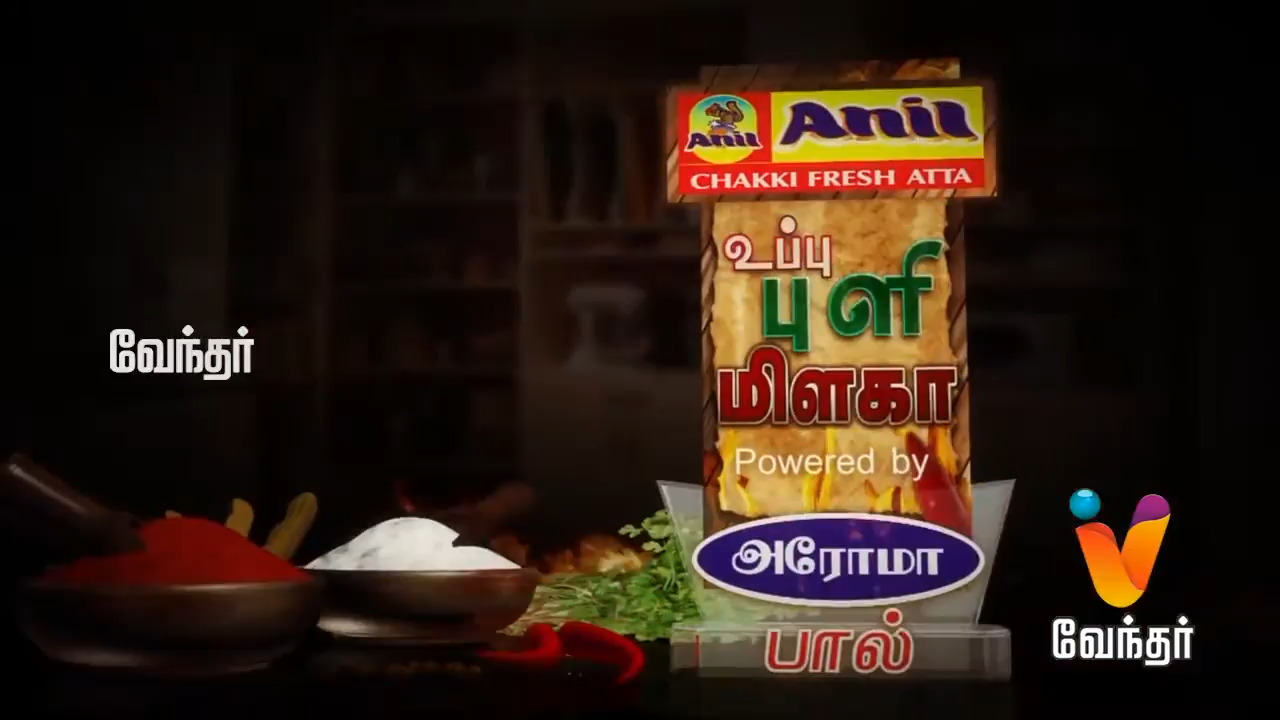 Anil
Anil
CHAKKI FRESH ATTA
உப்பு
புளி
மிளகா
Powered by
அரோமா
பால்
வேந்தர்
வேந்தர்